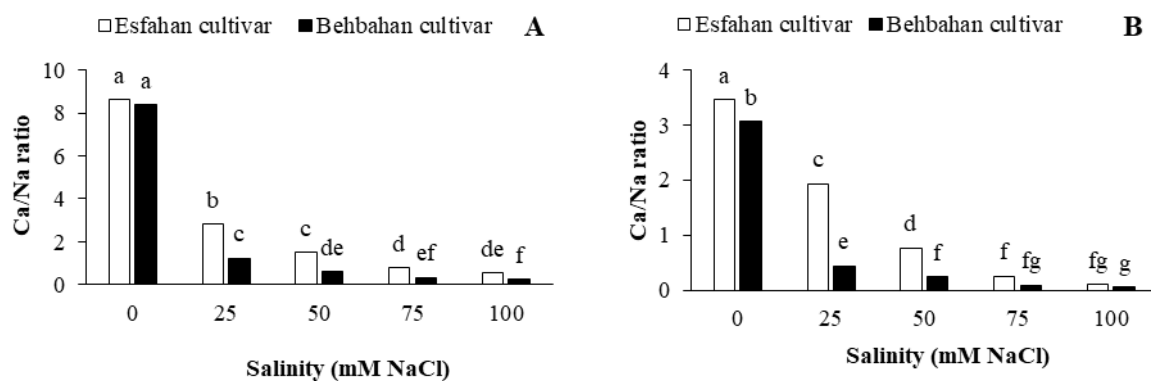 Esfahan cultivar Behbahan cultivar A
10
8
6
4
2
0
Ca/Na ratio
a a
b c
c de
d ef
de f
0 25 50 75 100
Salinity (mM NaCl)
Esfahan cultivar Behbahan cultivar B
4
3
2
1
0
Ca/Na ratio
a b
c e
d f
f fg
fg g
0 25 50 75 100
Salinity (mM NaCl)